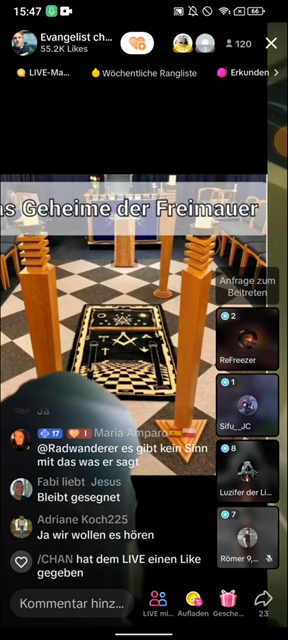 15:47
66
Evangelist ch...
55.2K Likes
120
LIVE-Ma...
Wöchentliche Rangliste
Erkunden
as Geheime der Freimauer
Anfrage zum
Beitreten
2
ReFreezer
1
Sifu__JC
8
Luzifer der Li...
7
Römer 9,...
Ja
17
1
Maria Amparo
@Radwanderer es gibt kein Sinn
mit das was er sagt
Fabi liebt Jesus
Bleibt gesegnet
Adriane Koch225
Ja wir wollen es hören
/CHAN hat dem LIVE einen Like
gegeben
Kommentar hinz...
LIVE mi...
Aufladen
Gesche...
23